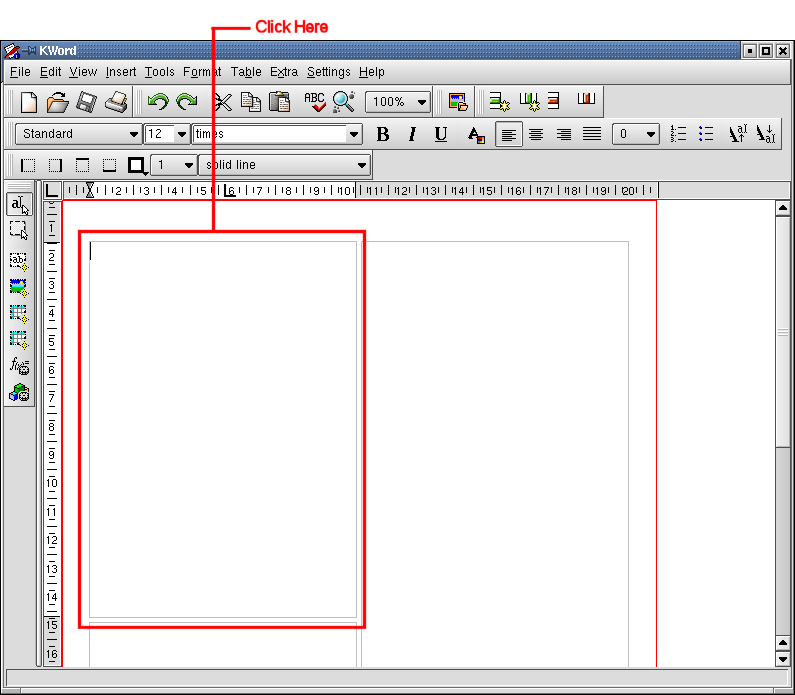 Click Here
KWord
File Edit View Insert Tools Format Table Extra Settings Help
ABC 100%
Standard 12 times B I U A 0
1 solid line
1 2 3 4 5 6 7 8 9 10 11 12 13 14 15 16 17 18 19 20
1
2
3
4
5
6
7
8
9
10
11
12
13
14
15
16